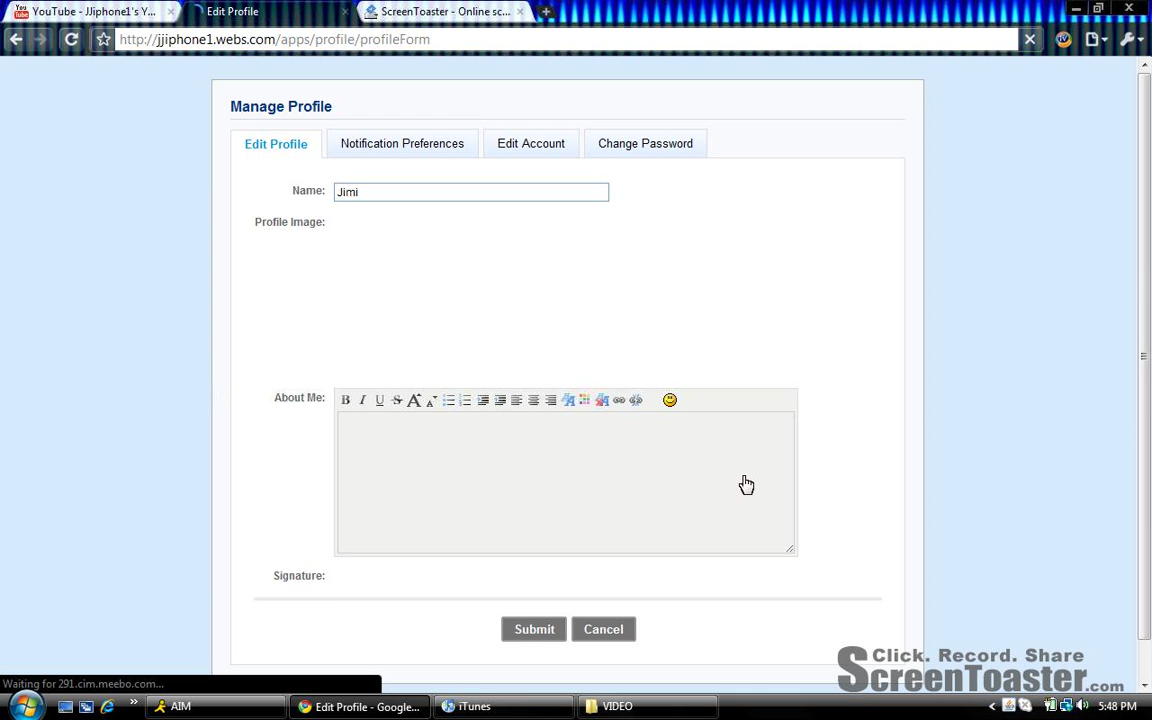 YouTube - JJiphone1's Y...
Edit Profile
ScreenToaster - Online sc...
http://jjiphone1.webs.com/apps/profile/profileForm
Manage Profile
Edit Profile
Notification Preferences
Edit Account
Change Password
Name:
Jimi
Profile Image:
About Me:
B I U S A A
Signature:
Submit
Cancel
Click. Record. Share
ScreenToaster.com
Waiting for 291.cim.meebo.com...
AIM
Edit Profile - Google...
iTunes
VIDEO
5:48 PM